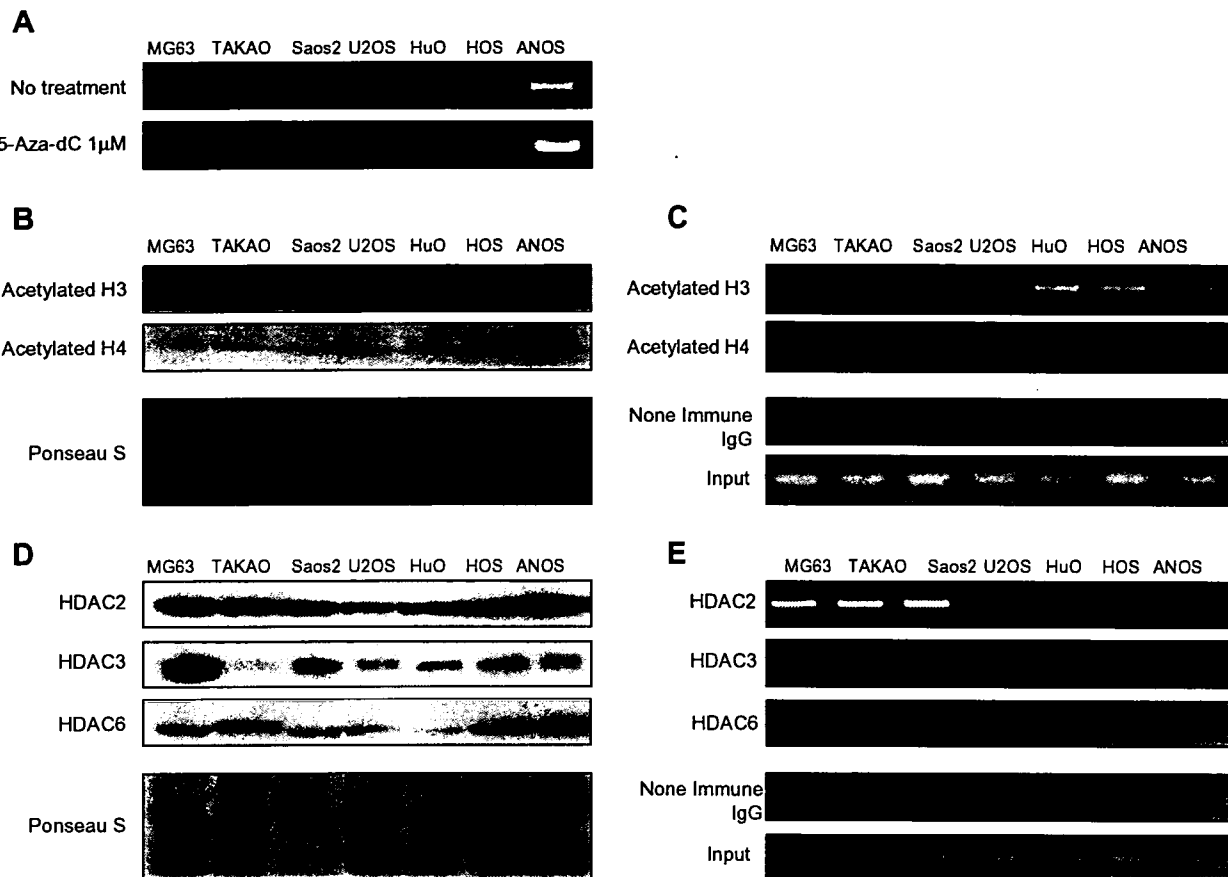 A
MG63 TAKAO Saos2 U2OS HuO HOS ANOS
No treatment
5-Aza-dC 1µM
B
MG63 TAKAO Saos2 U2OS HuO HOS ANOS
Acetylated H3
Acetylated H4
Ponseau S
C
MG63 TAKAO Saos2 U2OS HuO HOS ANOS
Acetylated H3
Acetylated H4
None Immune
IgG
Input
D
MG63 TAKAO Saos2 U2OS HuO HOS ANOS
HDAC2
HDAC3
HDAC6
Ponseau S
E
MG63 TAKAO Saos2 U2OS HuO HOS ANOS
HDAC2
HDAC3
HDAC6
None Immune
IgG
Input